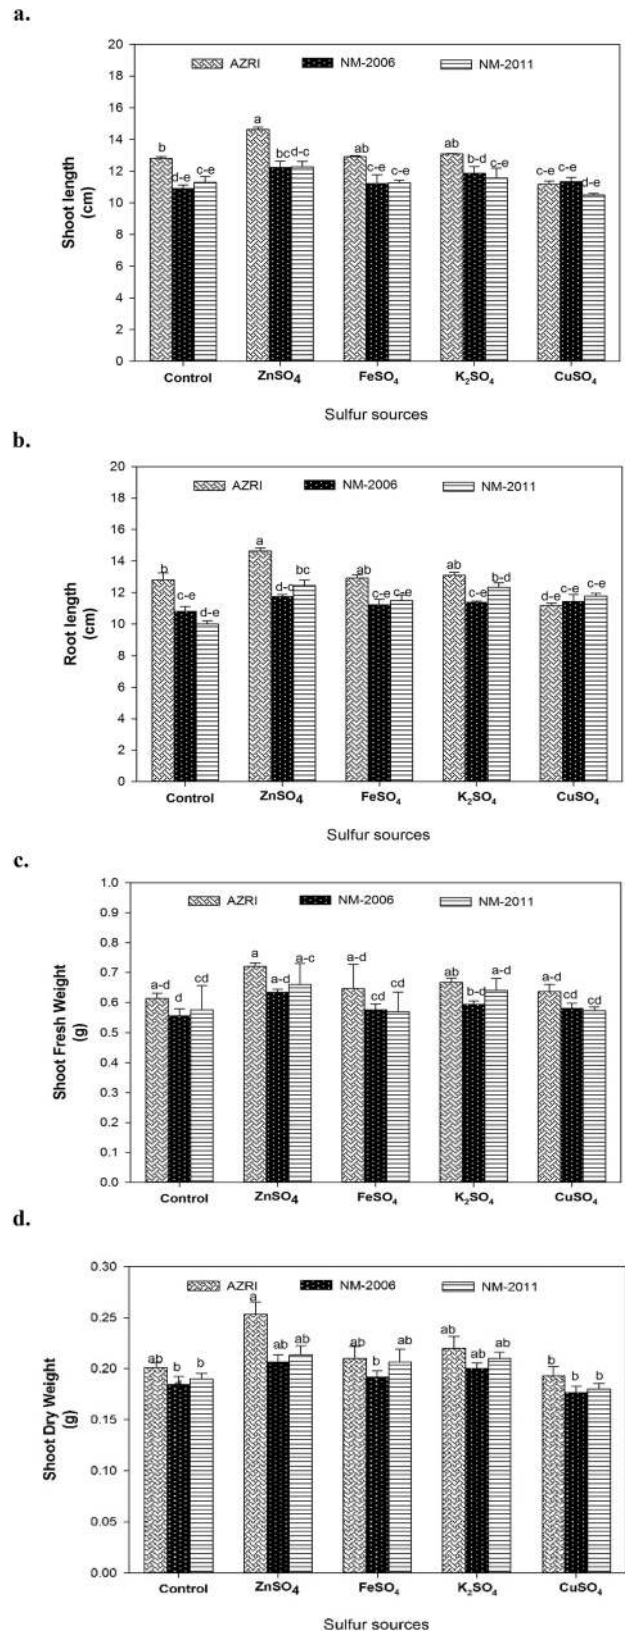 a.
20
18
16
14
12
10
8
6
4
2
0
Shoot length
(cm)
AZRI NM-2006 NM-2011
b d-e c-e a bc d-c ab c-e c-e ab b-d c-e c-e c-e d-e
Control ZnSO₄ FeSO₄ K₂SO₄ CuSO₄
Sulfur sources
b.
20
18
16
14
12
10
8
6
4
2
0
Root length
(cm)
AZRI NM-2006 NM-2011
b c-e d-e a d-c bc ab c-e c-e ab c-e b-d d-e c-e c-e
Control ZnSO₄ FeSO₄ K₂SO₄ CuSO₄
Sulfur sources
c.
1.0
0.9
0.8
0.7
0.6
0.5
0.4
0.3
0.2
0.1
0.0
Shoot Fresh Weight
(g)
AZRI NM-2006 NM-2011
a-d d cd a a-d a-c a-d cd cd ab b-d a-d a-d cd cd
Control ZnSO₄ FeSO₄ K₂SO₄ CuSO₄
d.
0.30
0.25
0.20
0.15
0.10
0.05
0.00
Shoot Dry Weight
(g)
AZRI NM-2006 NM-2011
ab b b a ab ab ab b ab ab ab ab b b b
Control ZnSO₄ FeSO₄ K₂SO₄ CuSO₄
Sulfur sources